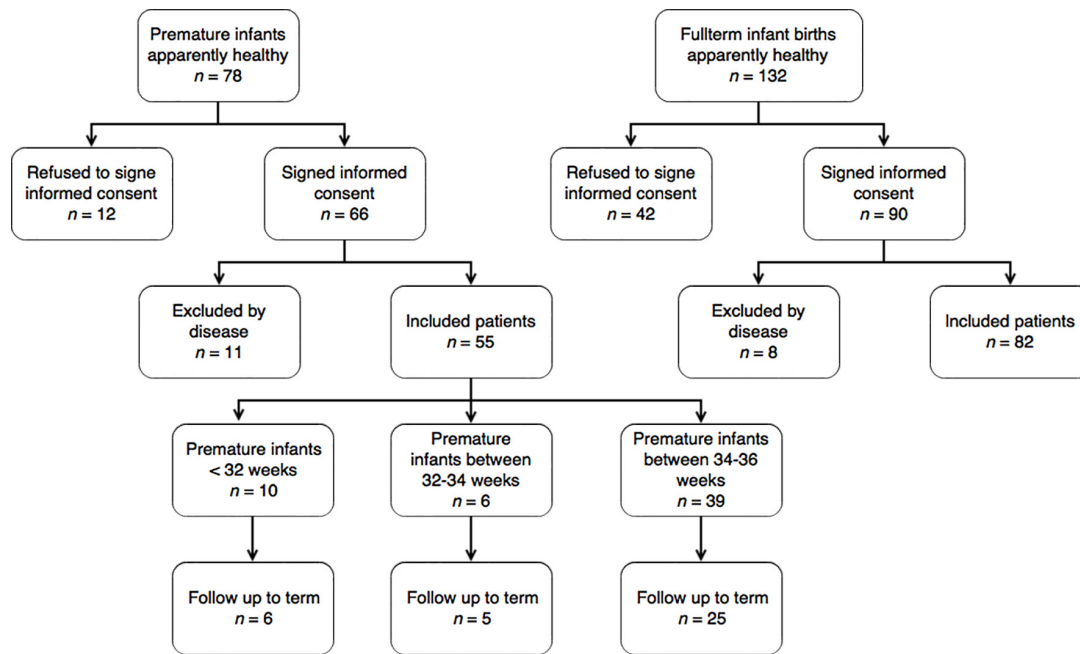 Premature infants
apparently healthy
n = 78
Fullterm infant births
apparently healthy
n = 132
Refused to signe
informed consent
n = 12
Signed informed
consent
n = 66
Refused to signe
informed consent
n = 42
Signed informed
consent
n = 90
Excluded by
disease
n = 11
Included patients
n = 55
Excluded by
disease
n = 8
Included patients
n = 82
Premature infants
< 32 weeks
n = 10
Premature
infants between
32-34 weeks
n = 6
Premature infants
between 34-36
weeks
n = 39
Follow up to term
n = 6
Follow up to term
n = 5
Follow up to term
n = 25